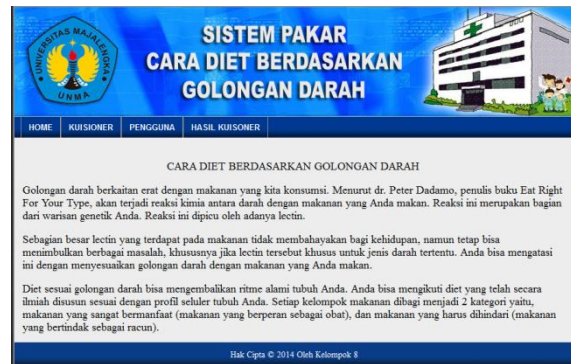 UNIVERSITAS MAJALENGKA
UNMA
SISTEM PAKAR
CARA DIET BERDASARKAN
GOLONGAN DARAH
HOME KUISIONER PENGGUNA HASIL KUISONER
CARA DIET BERDASARKAN GOLONGAN DARAH
Golongan darah berkaitan erat dengan makanan yang kita konsumsi. Menurut dr. Peter Dadamo, penulis buku Eat Right
For Your Type, akan terjadi reaksi kimia antara darah dengan makanan yang Anda makan. Reaksi ini merupakan bagian
dari warisan genetik Anda. Reaksi ini dipicu oleh adanya lectin.
Sebagian besar lectin yang terdapat pada makanan tidak membahayakan bagi kehidupan, namun tetap bisa
menimbulkan berbagai masalah, khususnya jika lectin tersebut khusus untuk jenis darah tertentu. Anda bisa mengatasi
ini dengan menyesuaikan golongan darah dengan makanan yang Anda makan.
Diet sesuai golongan darah bisa mengembalikan ritme alami tubuh Anda. Anda bisa mengikuti diet yang telah secara
ilmiah disusun sesuai dengan profil seluler tubuh Anda. Setiap kelompok makanan dibagi menjadi 2 kategori yaitu,
makanan yang sangat bermanfaat (makanan yang berperan sebagai obat), dan makanan yang harus dihindari (makanan
yang bertindak sebagai racun).
Hak Cipta © 2014 Oleh Kelompok 8